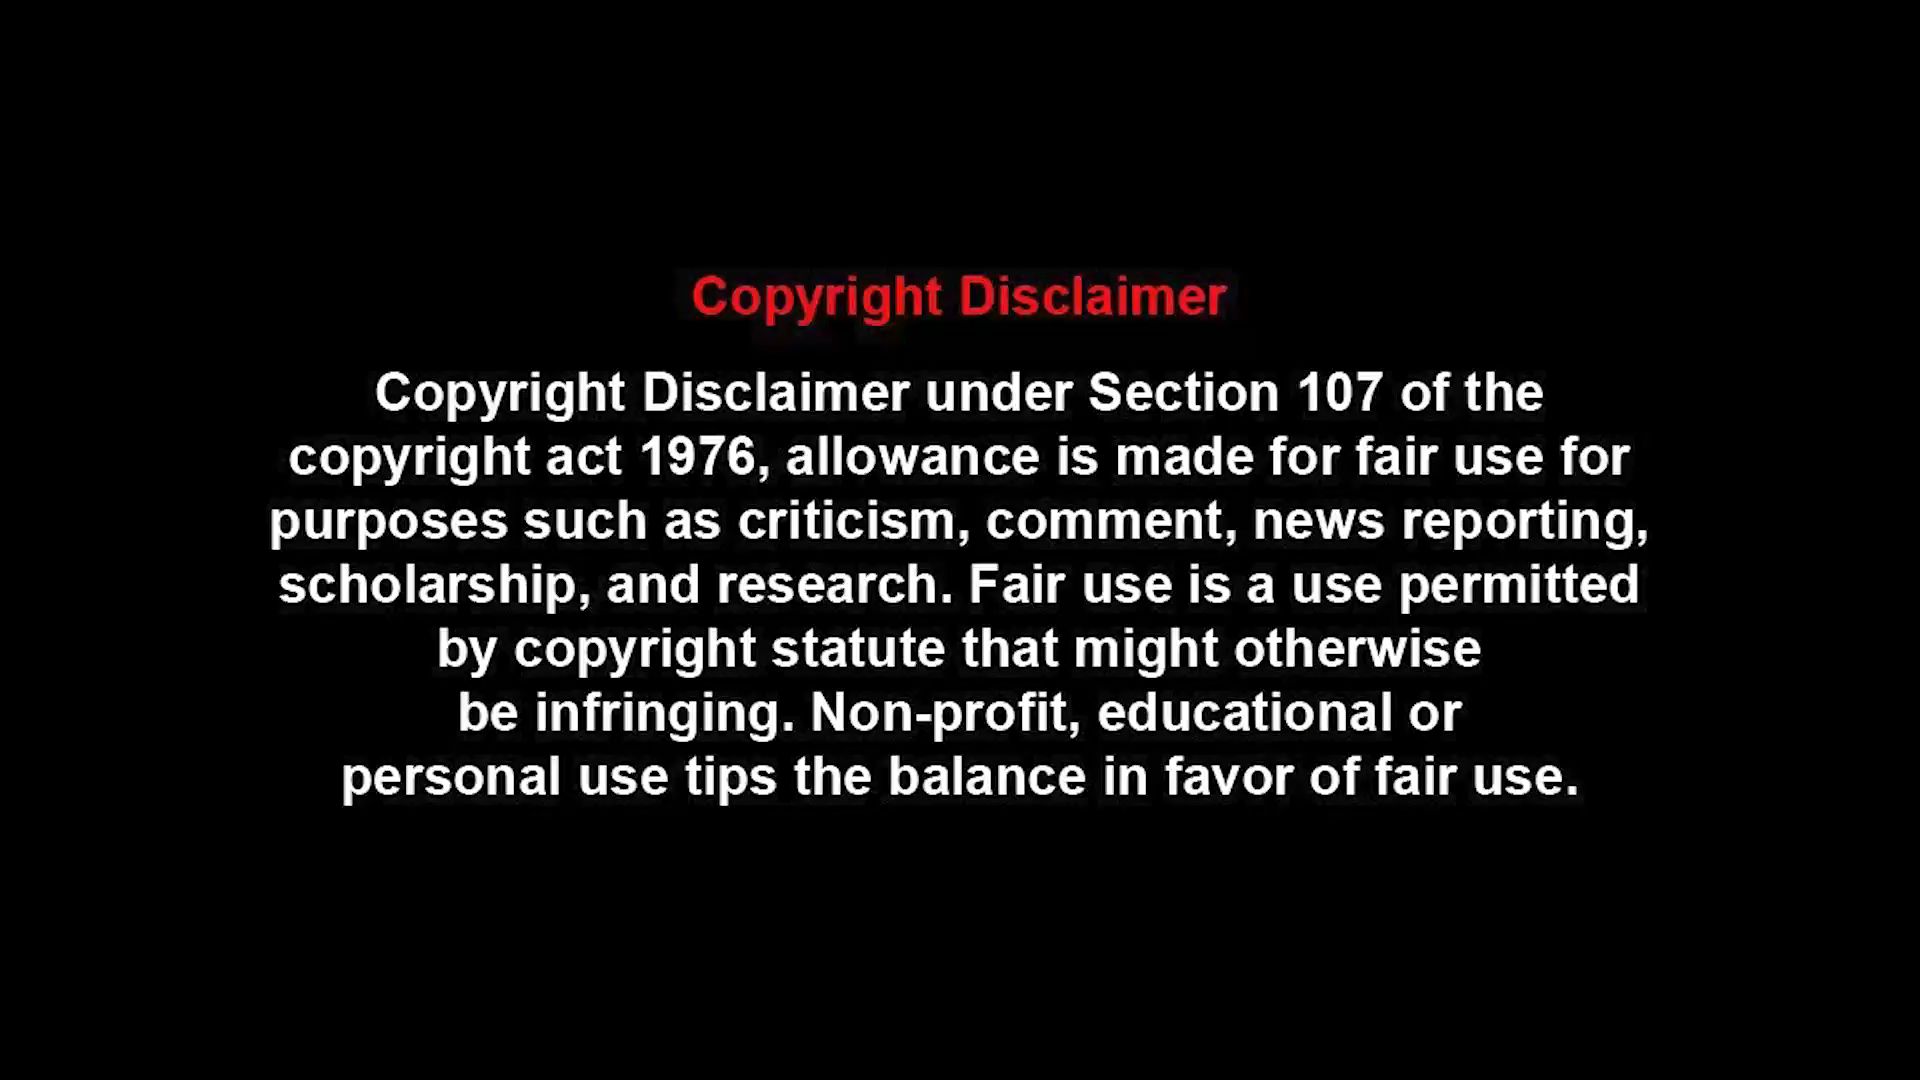 Copyright Disclaimer
Copyright Disclaimer under Section 107 of the
copyright act 1976, allowance is made for fair use for
purposes such as criticism, comment, news reporting,
scholarship, and research. Fair use is a use permitted
by copyright statute that might otherwise
be infringing. Non-profit, educational or
personal use tips the balance in favor of fair use.